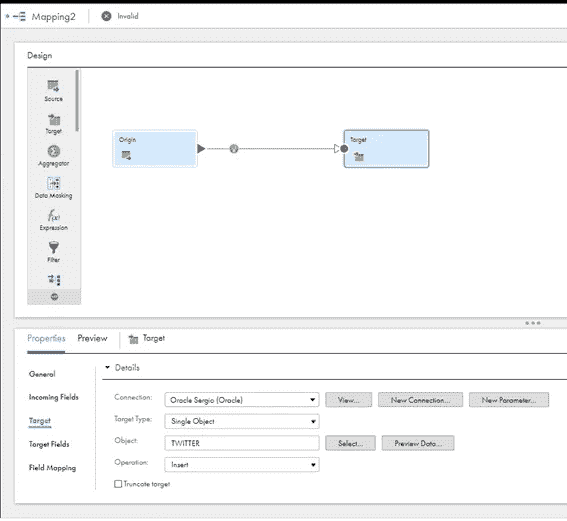 Mapping2 Invalid
Design
Source
Target
Aggregator
Data Masking
f(x)
Expression
Filter
Origin
Target
Properties Preview Target
General
Incoming Fields
Target
Target Fields
Field Mapping
Details
Connection: Oracle Sergio (Oracle) View... New Connection... New Parameter...
Target Type: Single Object
Object: TWITTER Select... Preview Data...
Operation: Insert
Truncate target